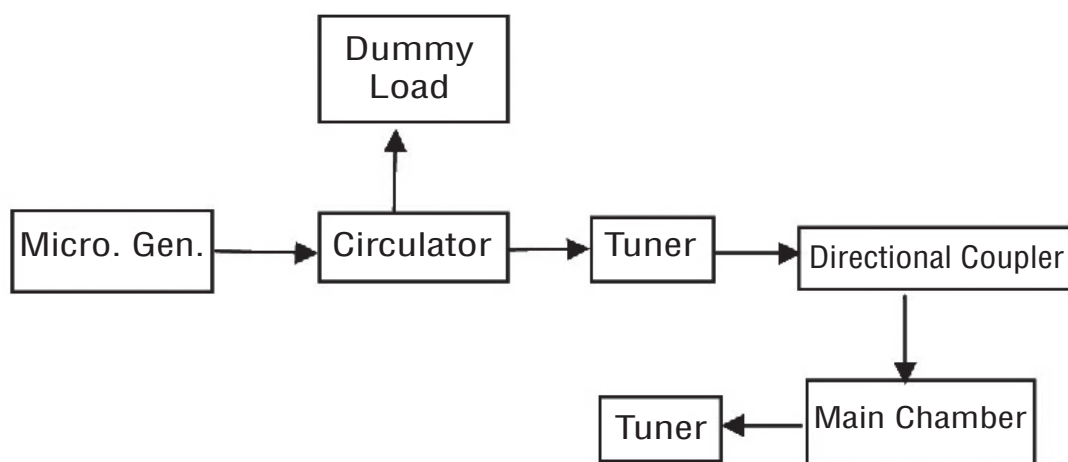 Dummy
Load
Micro. Gen.
Circulator
Tuner
Directional Coupler
Tuner
Main Chamber